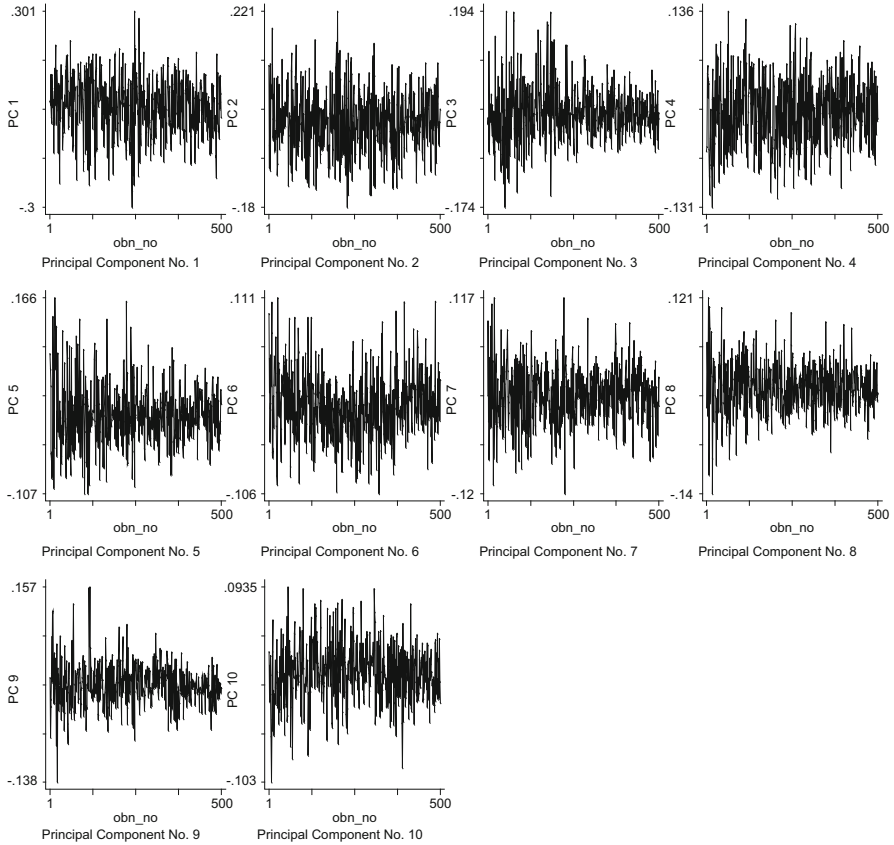 .301
PC 1
-.3
1 500
obn_no
Principal Component No. 1
.221
PC 2
-.18
1 500
obn_no
Principal Component No. 2
.194
PC 3
-.174
1 500
obn_no
Principal Component No. 3
.136
PC 4
-.131
1 500
obn_no
Principal Component No. 4
.166
PC 5
-.107
1 500
obn_no
Principal Component No. 5
.111
PC 6
-.106
1 500
obn_no
Principal Component No. 6
.117
PC 7
-.12
1 500
obn_no
Principal Component No. 7
.121
PC 8
-.14
1 500
obn_no
Principal Component No. 8
.157
PC 9
-.138
1 500
obn_no
Principal Component No. 9
.0935
PC 10
-.103
1 500
obn_no
Principal Component No. 10